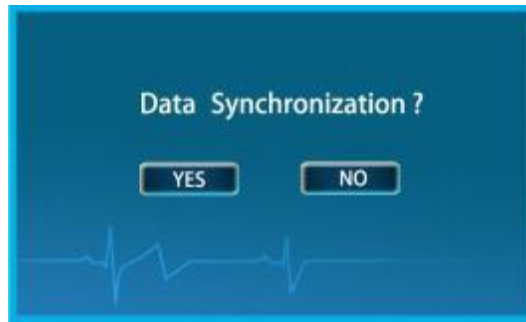 Data Synchronization ?
YES NO